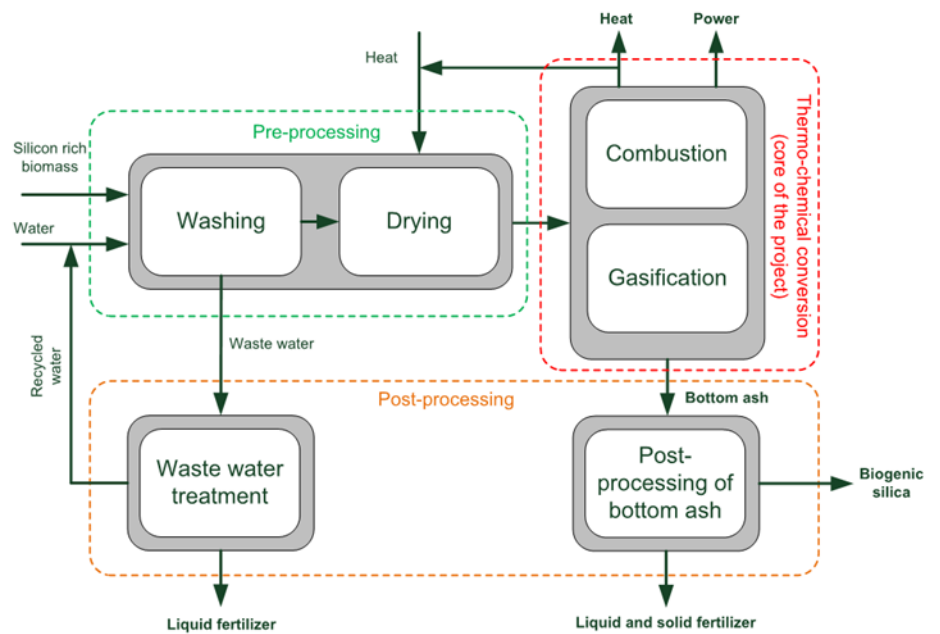 Heat
Power
Heat
Pre-processing
Silicon rich
biomass
Water
Washing
Drying
Combustion
Gasification
Thermo-chemical conversion
(core of the project)
Recycled
water
Waste water
Bottom ash
Post-processing
Waste water
treatment
Post-
processing of
bottom ash
Biogenic
silica
Liquid fertilizer
Liquid and solid fertilizer